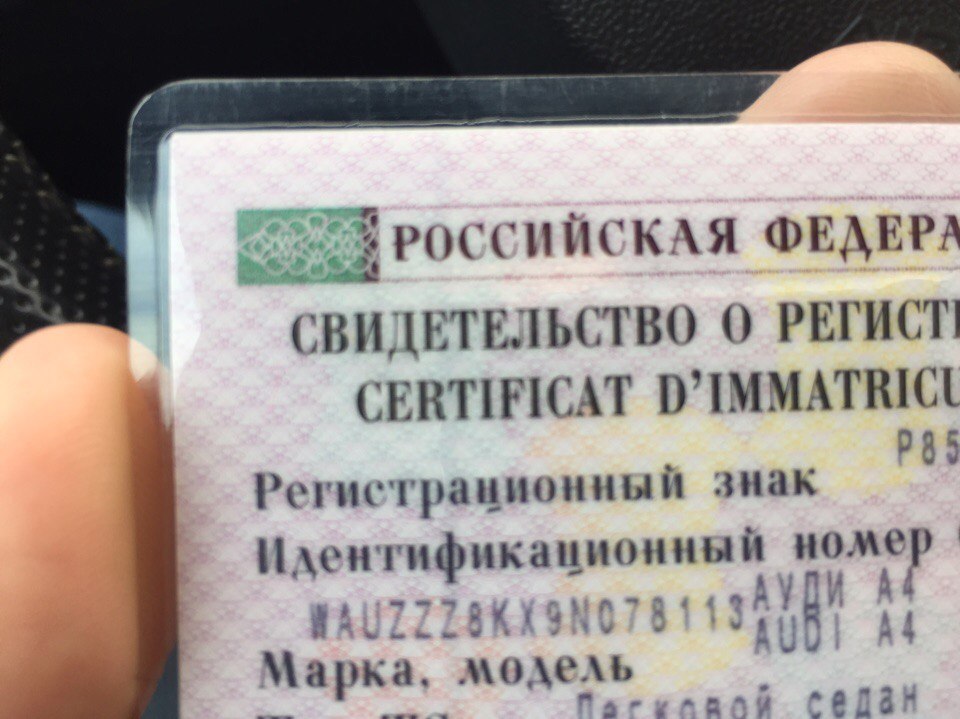 РОССИЙСКАЯ ФЕДЕРА
СВИДЕТЕЛЬСТВО О РЕГИСТР
CERTIFICAT D'IMMATRICU
Р85
Регистрационный знак
Идентификационный номер (
WAUZZZ8KX9N078113
АУДИ А4
AUDI A4
Марка, модель
Легковой седан